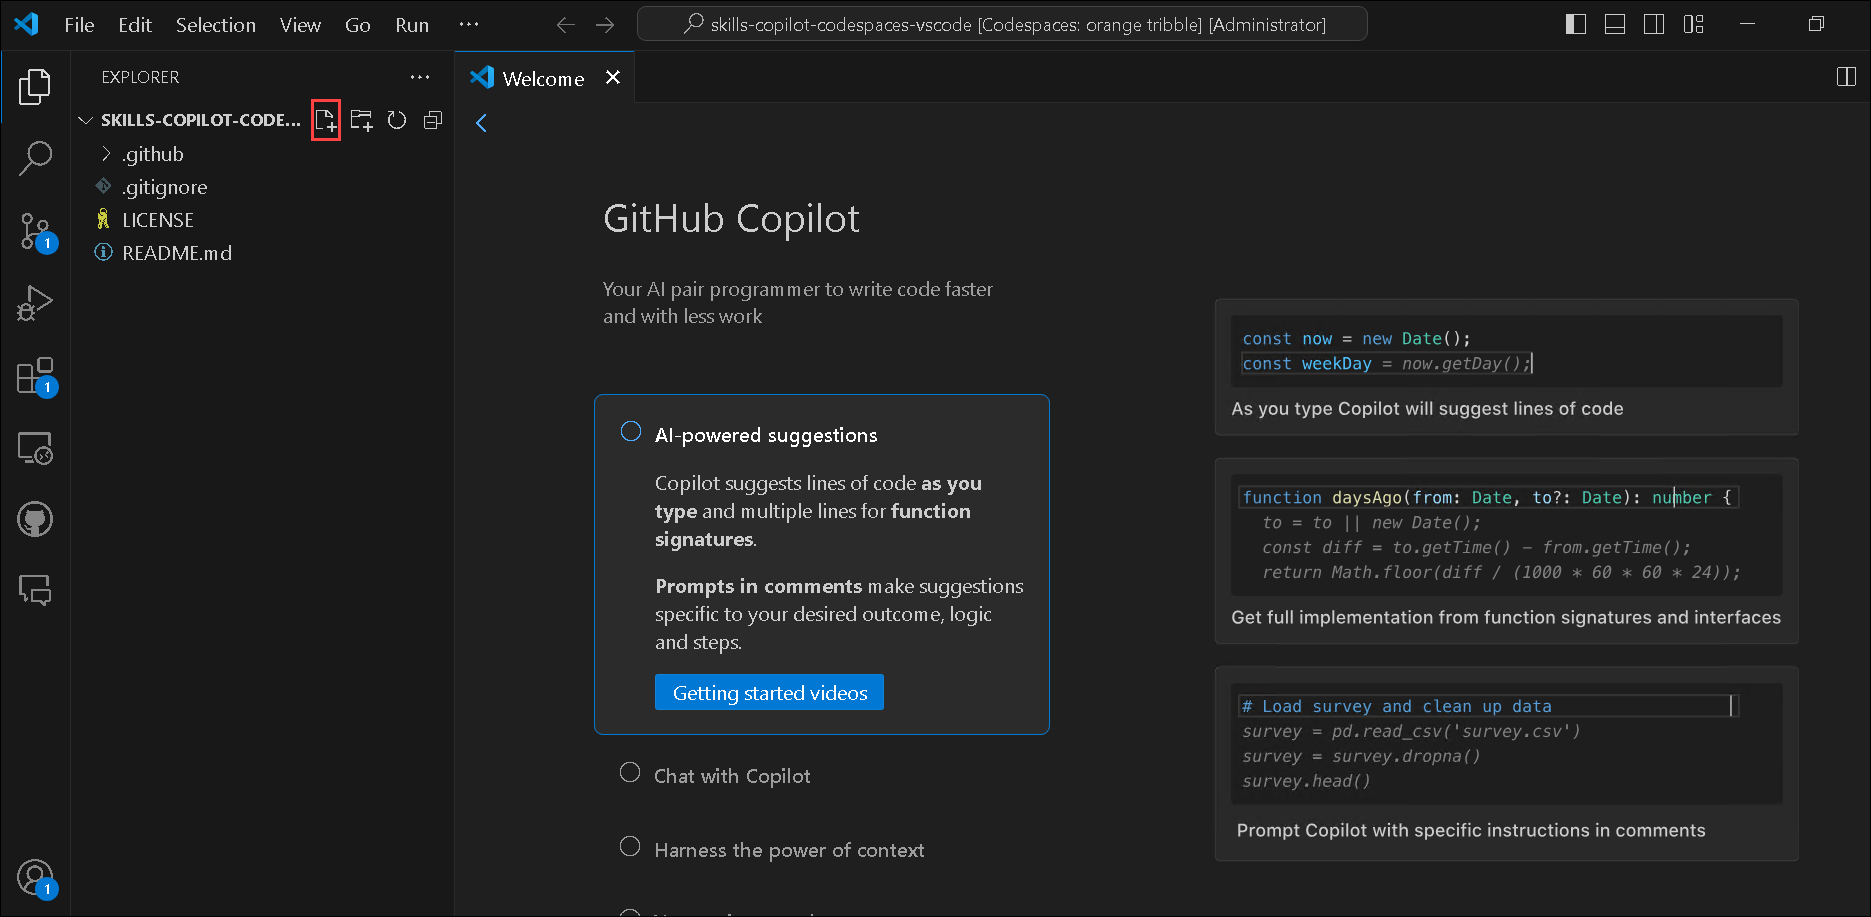 File Edit Selection View Go Run ···
skills-copilot-codespaces-vscode [Codespaces: orange tribble] [Administrator]
EXPLORER
SKILLS-COPILOT-CODE...
.github
.gitignore
LICENSE
README.md
1
1
1
Welcome
GitHub Copilot
Your AI pair programmer to write code faster
and with less work
AI-powered suggestions
Copilot suggests lines of code as you
type and multiple lines for function
signatures.
Prompts in comments make suggestions
specific to your desired outcome, logic
and steps.
Getting started videos
Chat with Copilot
Harness the power of context
const now = new Date();
const weekDay = now.getDay();
As you type Copilot will suggest lines of code
function daysAgo(from: Date, to?: Date): number {
to = to || new Date();
const diff = to.getTime() - from.getTime();
return Math.floor(diff / (1000 * 60 * 60 * 24));
Get full implementation from function signatures and interfaces
# Load survey and clean up data
survey = pd.read_csv('survey.csv')
survey = survey.dropna()
survey.head()
Prompt Copilot with specific instructions in comments